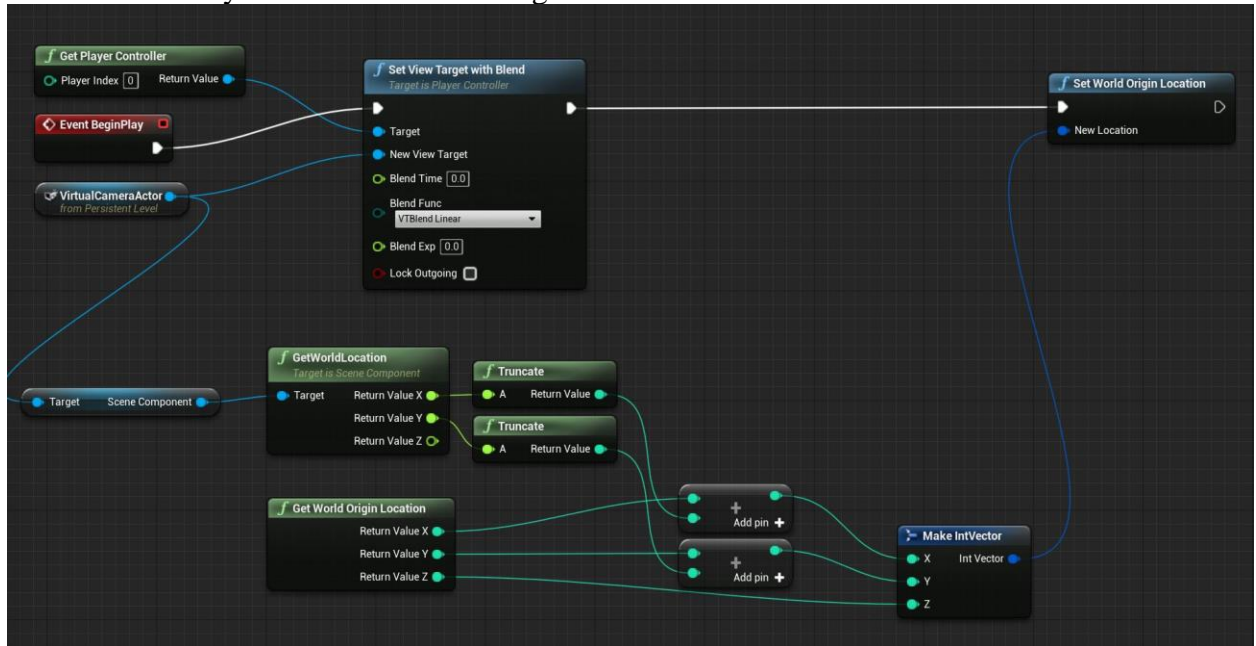 Get Player Controller
Player Index 0 Return Value
Event BeginPlay
VirtualCameraActor
from Persistent Level
Set View Target with Blend
Target is Player Controller
Target
New View Target
Blend Time 0.0
Blend Func
VTBlend Linear
Blend Exp 0.0
Lock Outgoing
Set World Origin Location
New Location
Target Scene Component
GetWorldLocation
Target is Scene Component
Target Return Value X
Return Value Y
Return Value Z
Truncate
A Return Value
Truncate
A Return Value
Get World Origin Location
Return Value X
Return Value Y
Return Value Z
+
Add pin +
+
Add pin +
Make IntVector
X Int Vector
Y
Z